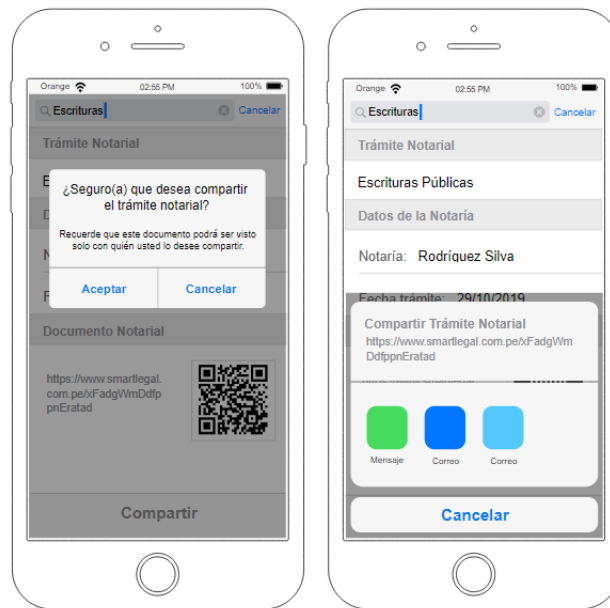 Orange 02:55 PM 100%
Escrituras Cancelar
Trámite Notarial
¿Seguro(a) que desea compartir
el trámite notarial?
Recuerde que este documento podrá ser visto
solo con quién usted lo desee compartir.
Aceptar Cancelar
Documento Notarial
https://www.smartlegal.
com.pe/xFadgWmDdfp
pnEratad
Compartir
Orange 02:55 PM 100%
Escrituras Cancelar
Trámite Notarial
Escrituras Públicas
Datos de la Notaría
Notaría: Rodríguez Silva
Fecha trámite: 29/10/2019
Compartir Trámite Notarial
https://www.smartlegal.com.pe/xFadgWm
DdfppnEratad
Mensaje Correo Correo
Cancelar